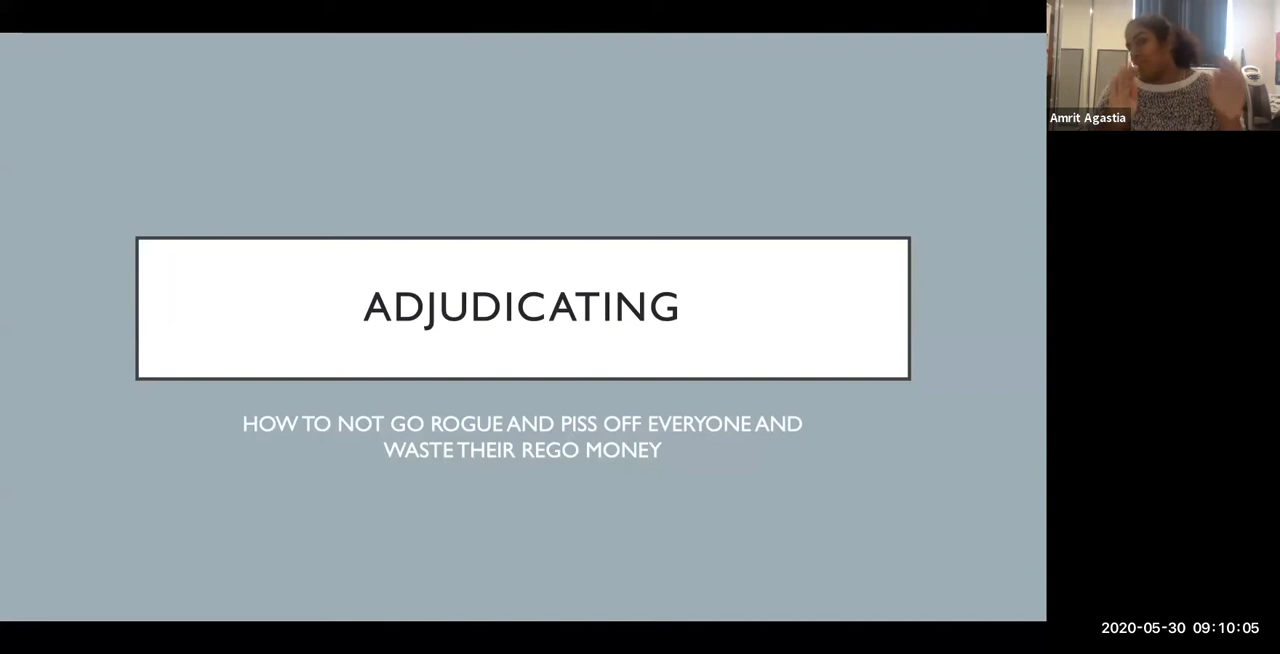 Amrit Agastia
ADJUDICATING
HOW TO NOT GO ROGUE AND PISS OFF EVERYONE AND
WASTE THEIR REGO MONEY
2020-05-30 09:10:05